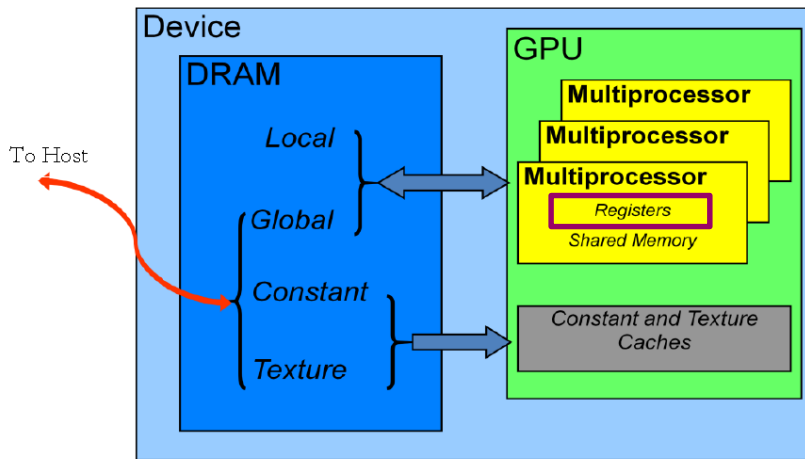 Device
DRAM
Local
Global
Constant
Texture
To Host
GPU
Multiprocessor
Multiprocessor
Multiprocessor
Registers
Shared Memory
Constant and Texture
Caches